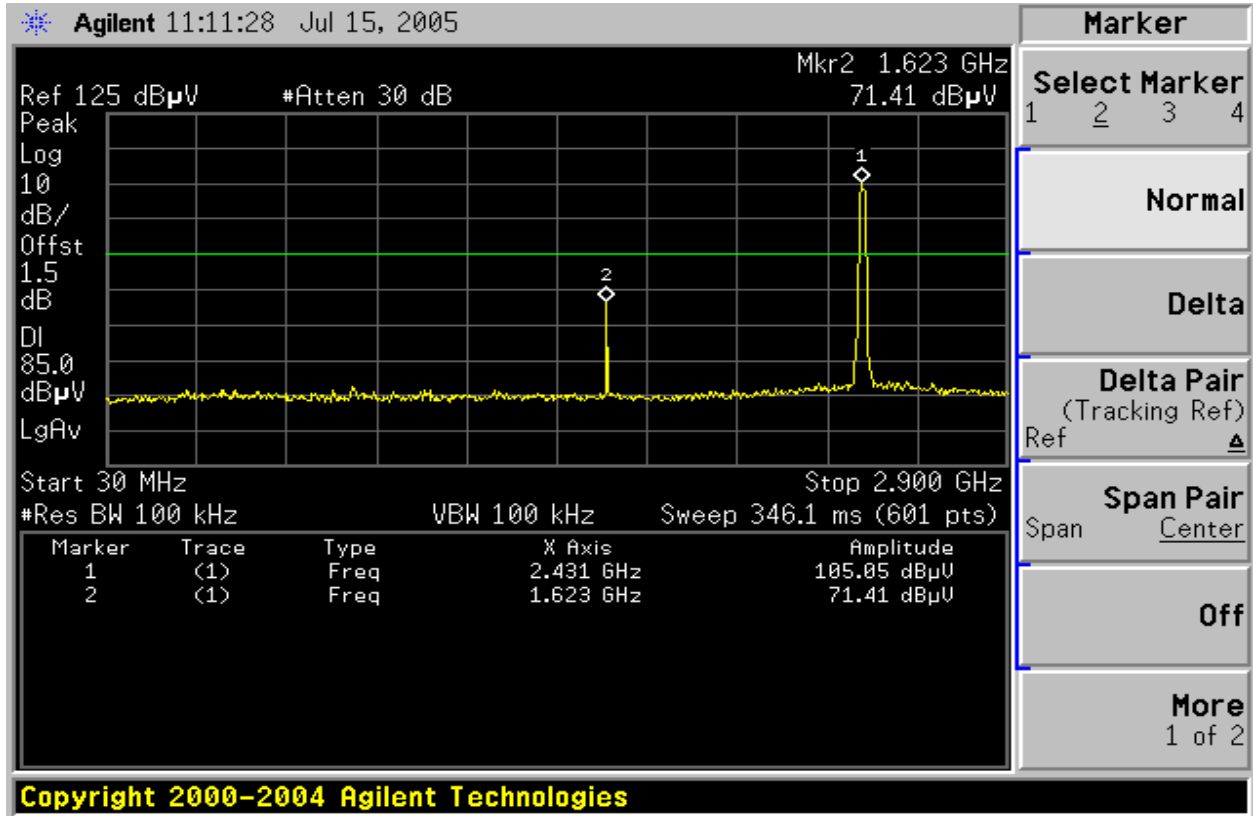 Agilent 11:11:28 Jul 15, 2005
Mkr2 1.623 GHz
Ref 125 dBµV #Atten 30 dB 71.41 dBµV
Peak
Log
10
dB/
Offst
1.5
dB
DI
85.0
dBµV
LgAv
1
2
Start 30 MHz Stop 2.900 GHz
#Res BW 100 kHz VBW 100 kHz Sweep 346.1 ms (601 pts)
Marker Trace Type X Axis Amplitude
1 (1) Freq 2.431 GHz 105.05 dBµV
2 (1) Freq 1.623 GHz 71.41 dBµV
Marker
Select Marker
1 2 3 4
Normal
Delta
Delta Pair
(Tracking Ref)
Ref Δ
Span Pair
Span Center
Off
More
1 of 2
Copyright 2000-2004 Agilent Technologies